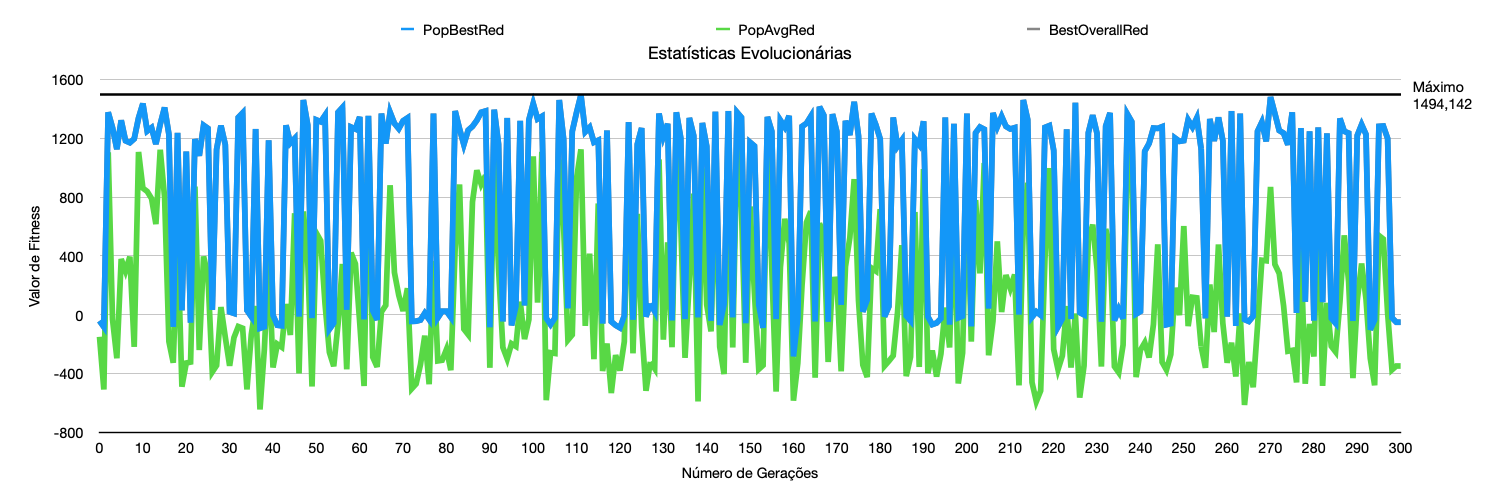 PopBestRed PopAvgRed BestOverallRed
Estatísticas Evolucionárias
1600
Máximo
1494,142
1200
800
400
0
-400
-800
Valor de Fitness
0 10 20 30 40 50 60 70 80 90 100 110 120 130 140 150 160 170 180 190 200 210 220 230 240 250 260 270 280 290 300
Número de Gerações